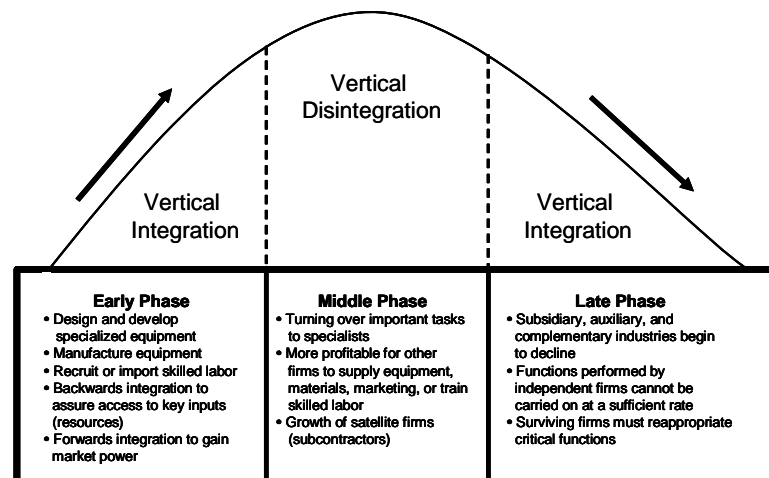 Vertical
Disintegration
Vertical
Integration
Vertical
Integration
Early Phase
• Design and develop
specialized equipment
• Manufacture equipment
• Recruit or import skilled labor
• Backwards integration to
assure access to key inputs
(resources)
• Forwards integration to gain
market power
Middle Phase
• Turning over important tasks
to specialists
• More profitable for other
firms to supply equipment,
materials, marketing, or train
skilled labor
• Growth of satellite firms
(subcontractors)
Late Phase
• Subsidiary, auxiliary, and
complementary industries begin
to decline
• Functions performed by
independent firms cannot be
carried on at a sufficient rate
• Surviving firms must reappropriate
critical functions